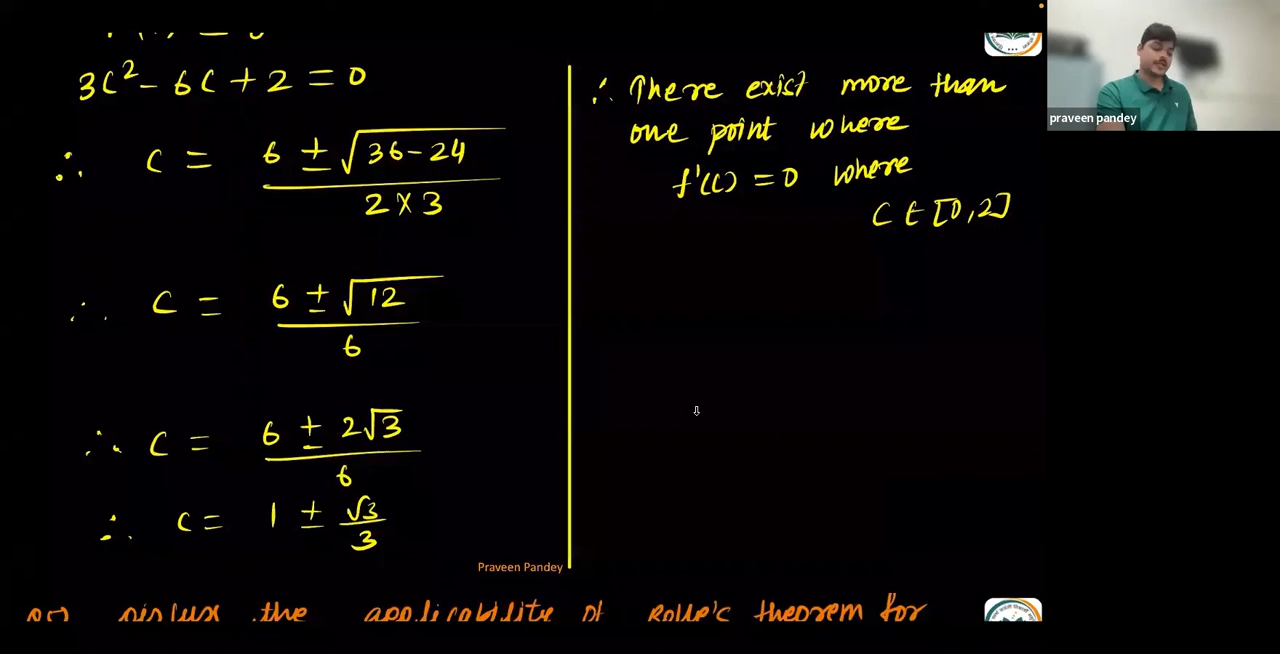 3c² - 6c + 2 = 0
∴ c = (6 ± √(36-24)) / (2 × 3)
∴ c = (6 ± √12) / 6
∴ c = (6 ± 2√3) / 6
∴ c = 1 ± √3/3
∴ There exist more than
one point where
f'(c) = 0 where
c ∈ [0,2]
praveen pandey
Praveen Pandey
the applicability of Rolle's theorem for